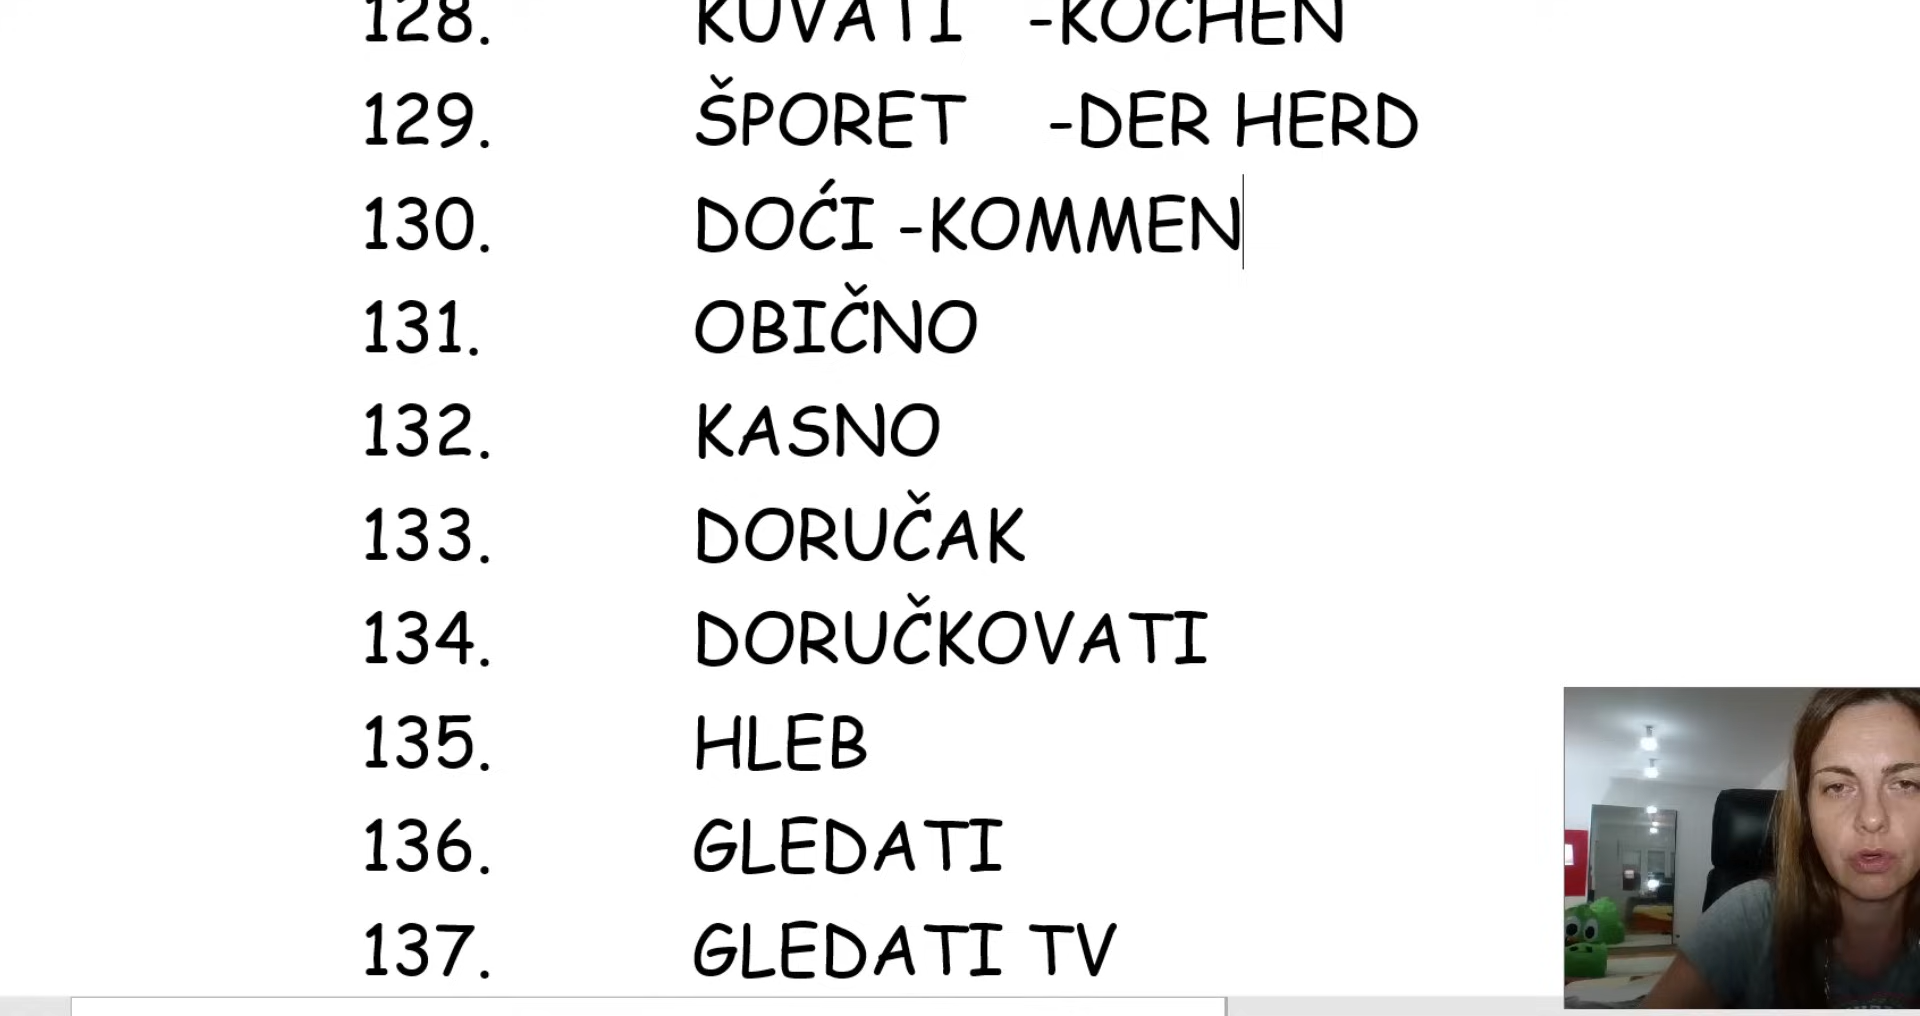 128. KUVATI -KOCHEN
129. ŠPORET -DER HERD
130. DOĆI -KOMMEN
131. OBIČNO
132. KASNO
133. DORUČAK
134. DORUČKOVATI
135. HLEB
136. GLEDATI
137. GLEDATI TV